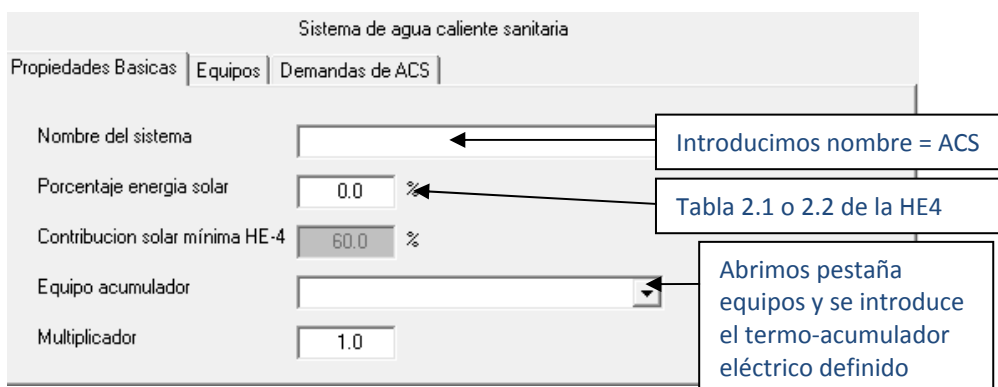 Sistema de agua caliente sanitaria
Propiedades Basicas Equipos Demandas de ACS
Nombre del sistema
Introducimos nombre = ACS
Porcentaje energia solar 0.0 %
Tabla 2.1 o 2.2 de la HE4
Contribucion solar mínima HE-4 60.0 %
Equipo acumulador
Abrimos pestaña
equipos y se introduce
el termo-acumulador
eléctrico definido
Multiplicador 1.0